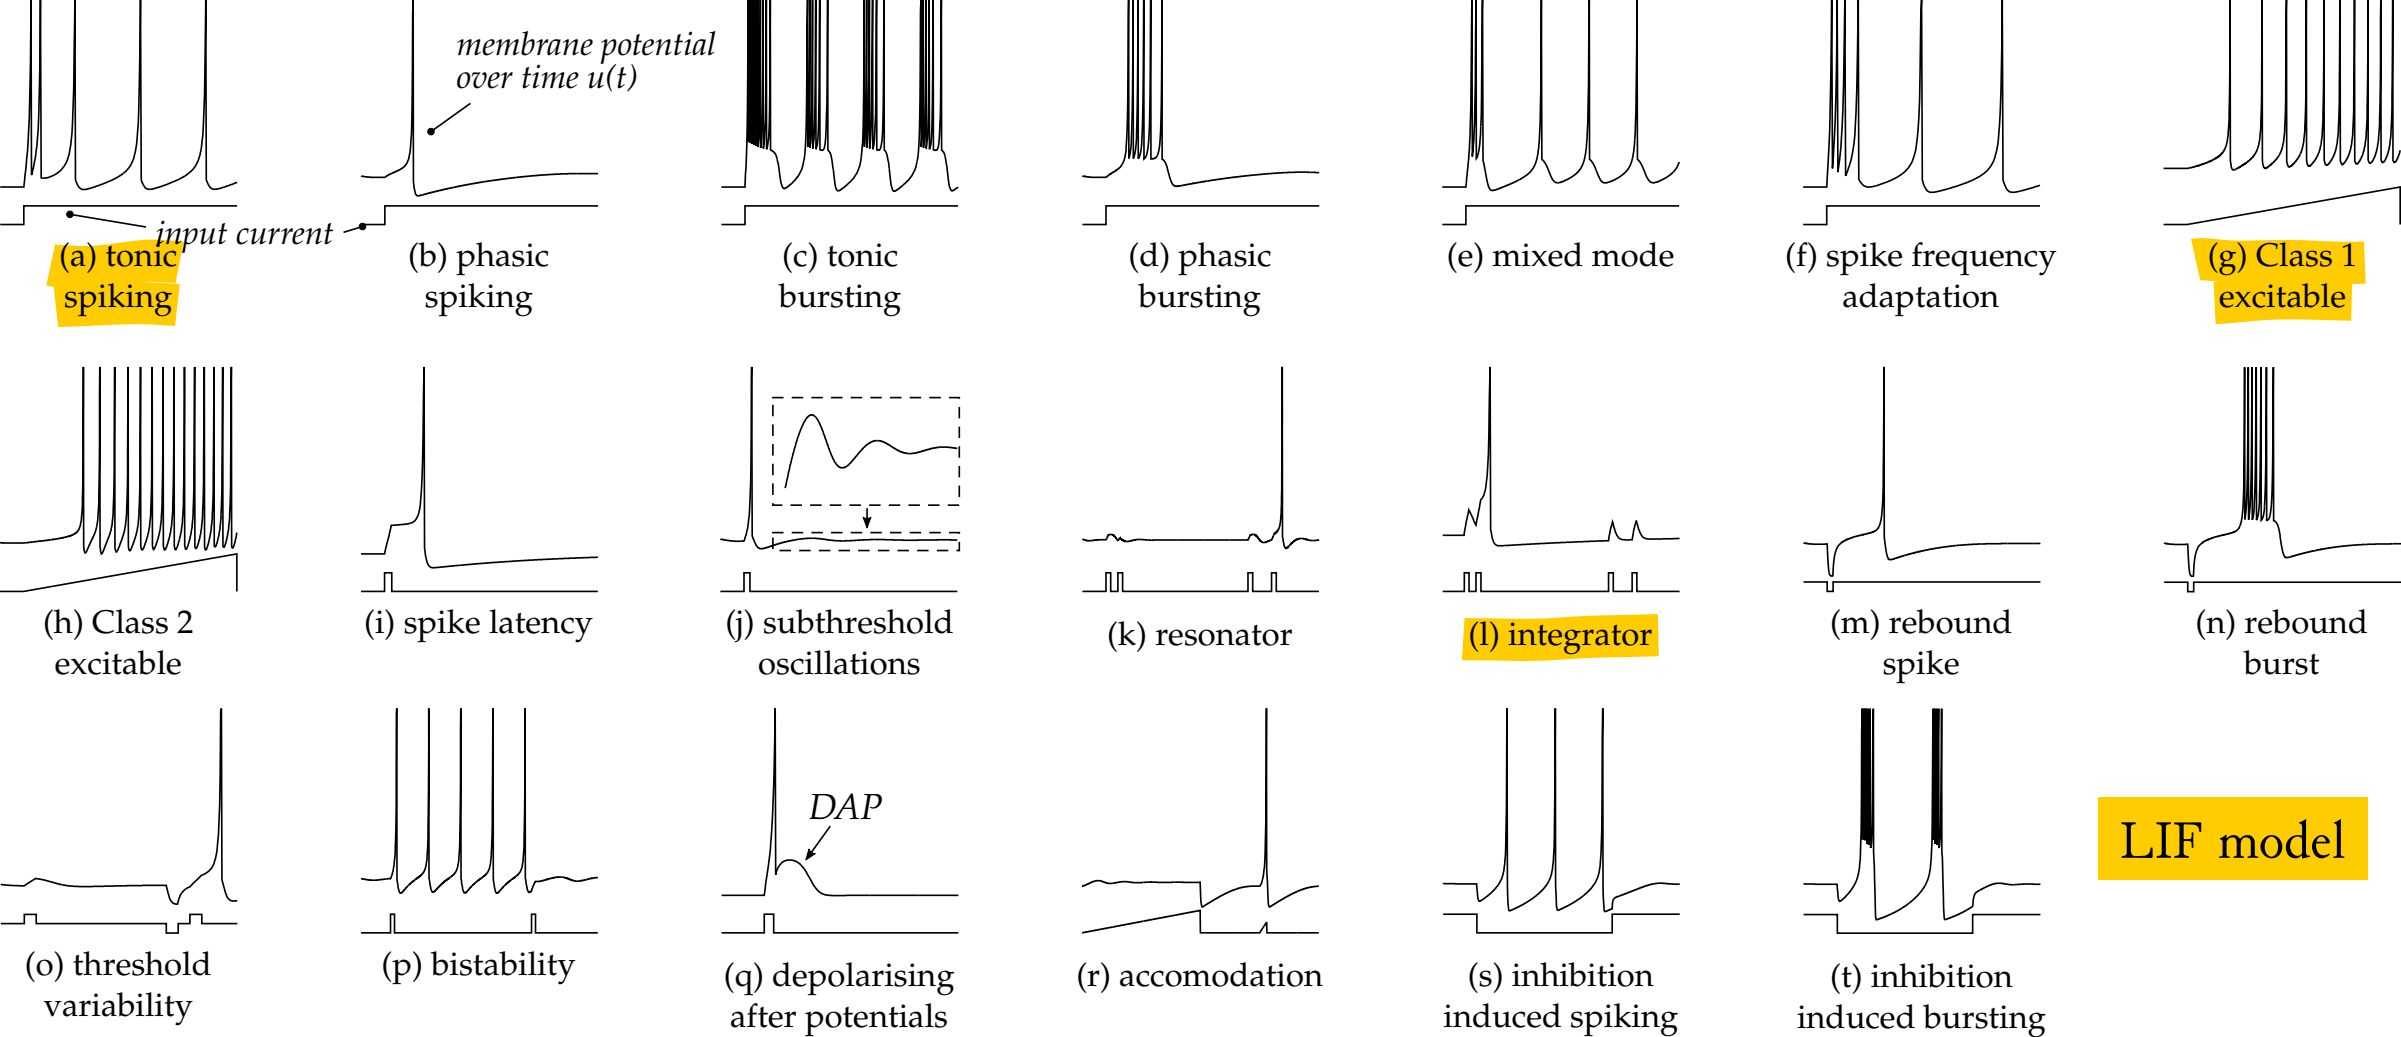 membrane potential
over time u(t)
input current
(a) tonic
spiking
(b) phasic
spiking
(c) tonic
bursting
(d) phasic
bursting
(e) mixed mode
(f) spike frequency
adaptation
(g) Class 1
excitable
(h) Class 2
excitable
(i) spike latency
(j) subthreshold
oscillations
(k) resonator
(l) integrator
(m) rebound
spike
(n) rebound
burst
DAP
LIF model
(o) threshold
variability
(p) bistability
(q) depolarising
after potentials
(r) accomodation
(s) inhibition
induced spiking
(t) inhibition
induced bursting